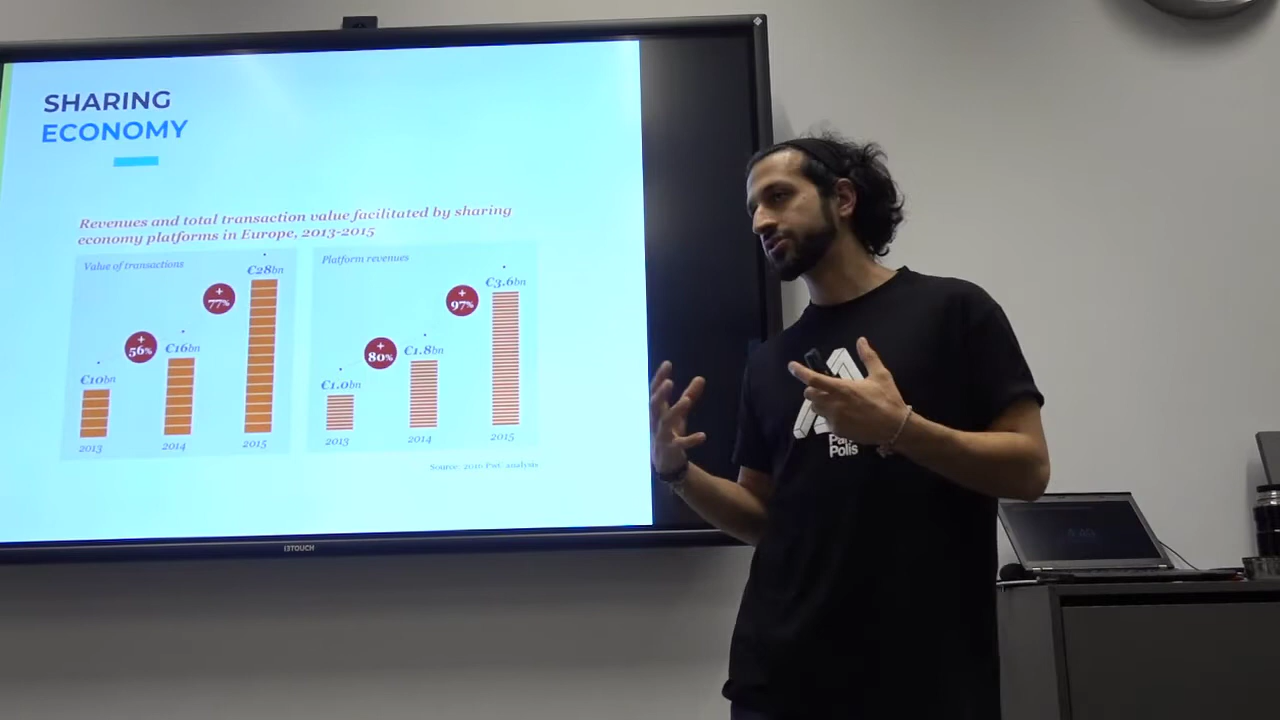 SHARING
ECONOMY
Revenues and total transaction value facilitated by sharing
economy platforms in Europe, 2013-2015
Value of transactions
€10bn
+
56%
€16bn
+
77%
€28bn
2013
2014
2015
Platform revenues
€1.0bn
+
80%
€1.8bn
+
97%
€3.6bn
2013
2014
2015
Source: 2016 PwC analysis
i3TOUCH
Polis